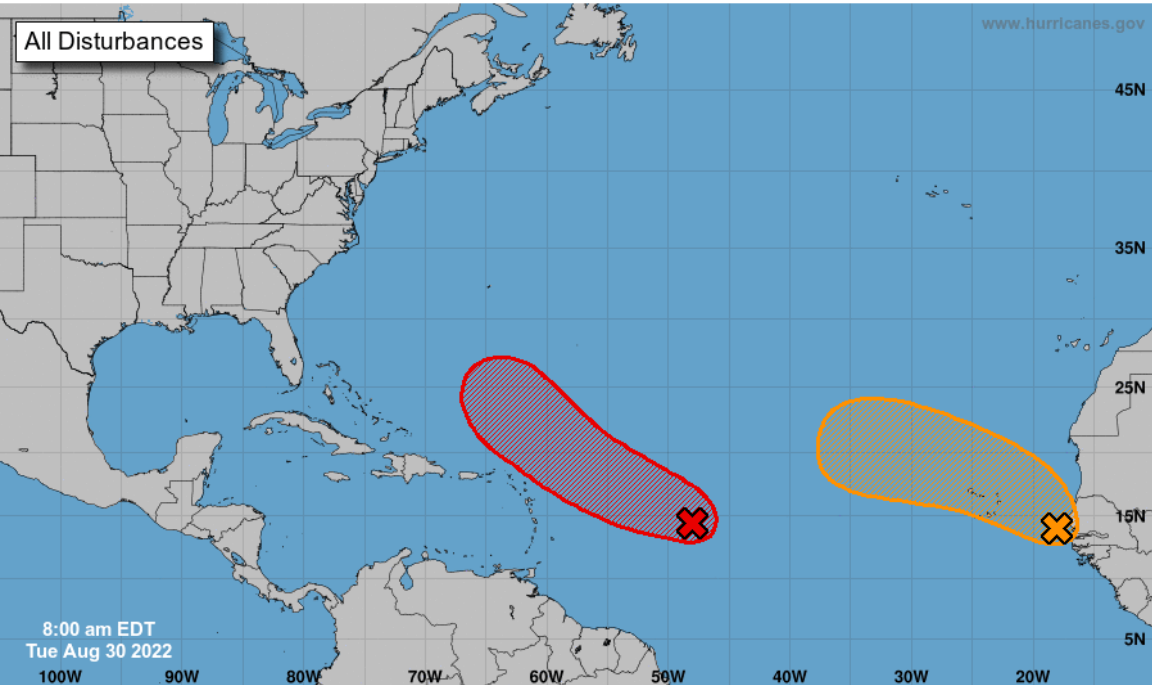 All Disturbances
www.hurricanes.gov
45N
35N
25N
15N
5N
8:00 am EDT
Tue Aug 30 2022
100W 90W 80W 70W 60W 50W 40W 30W 20W